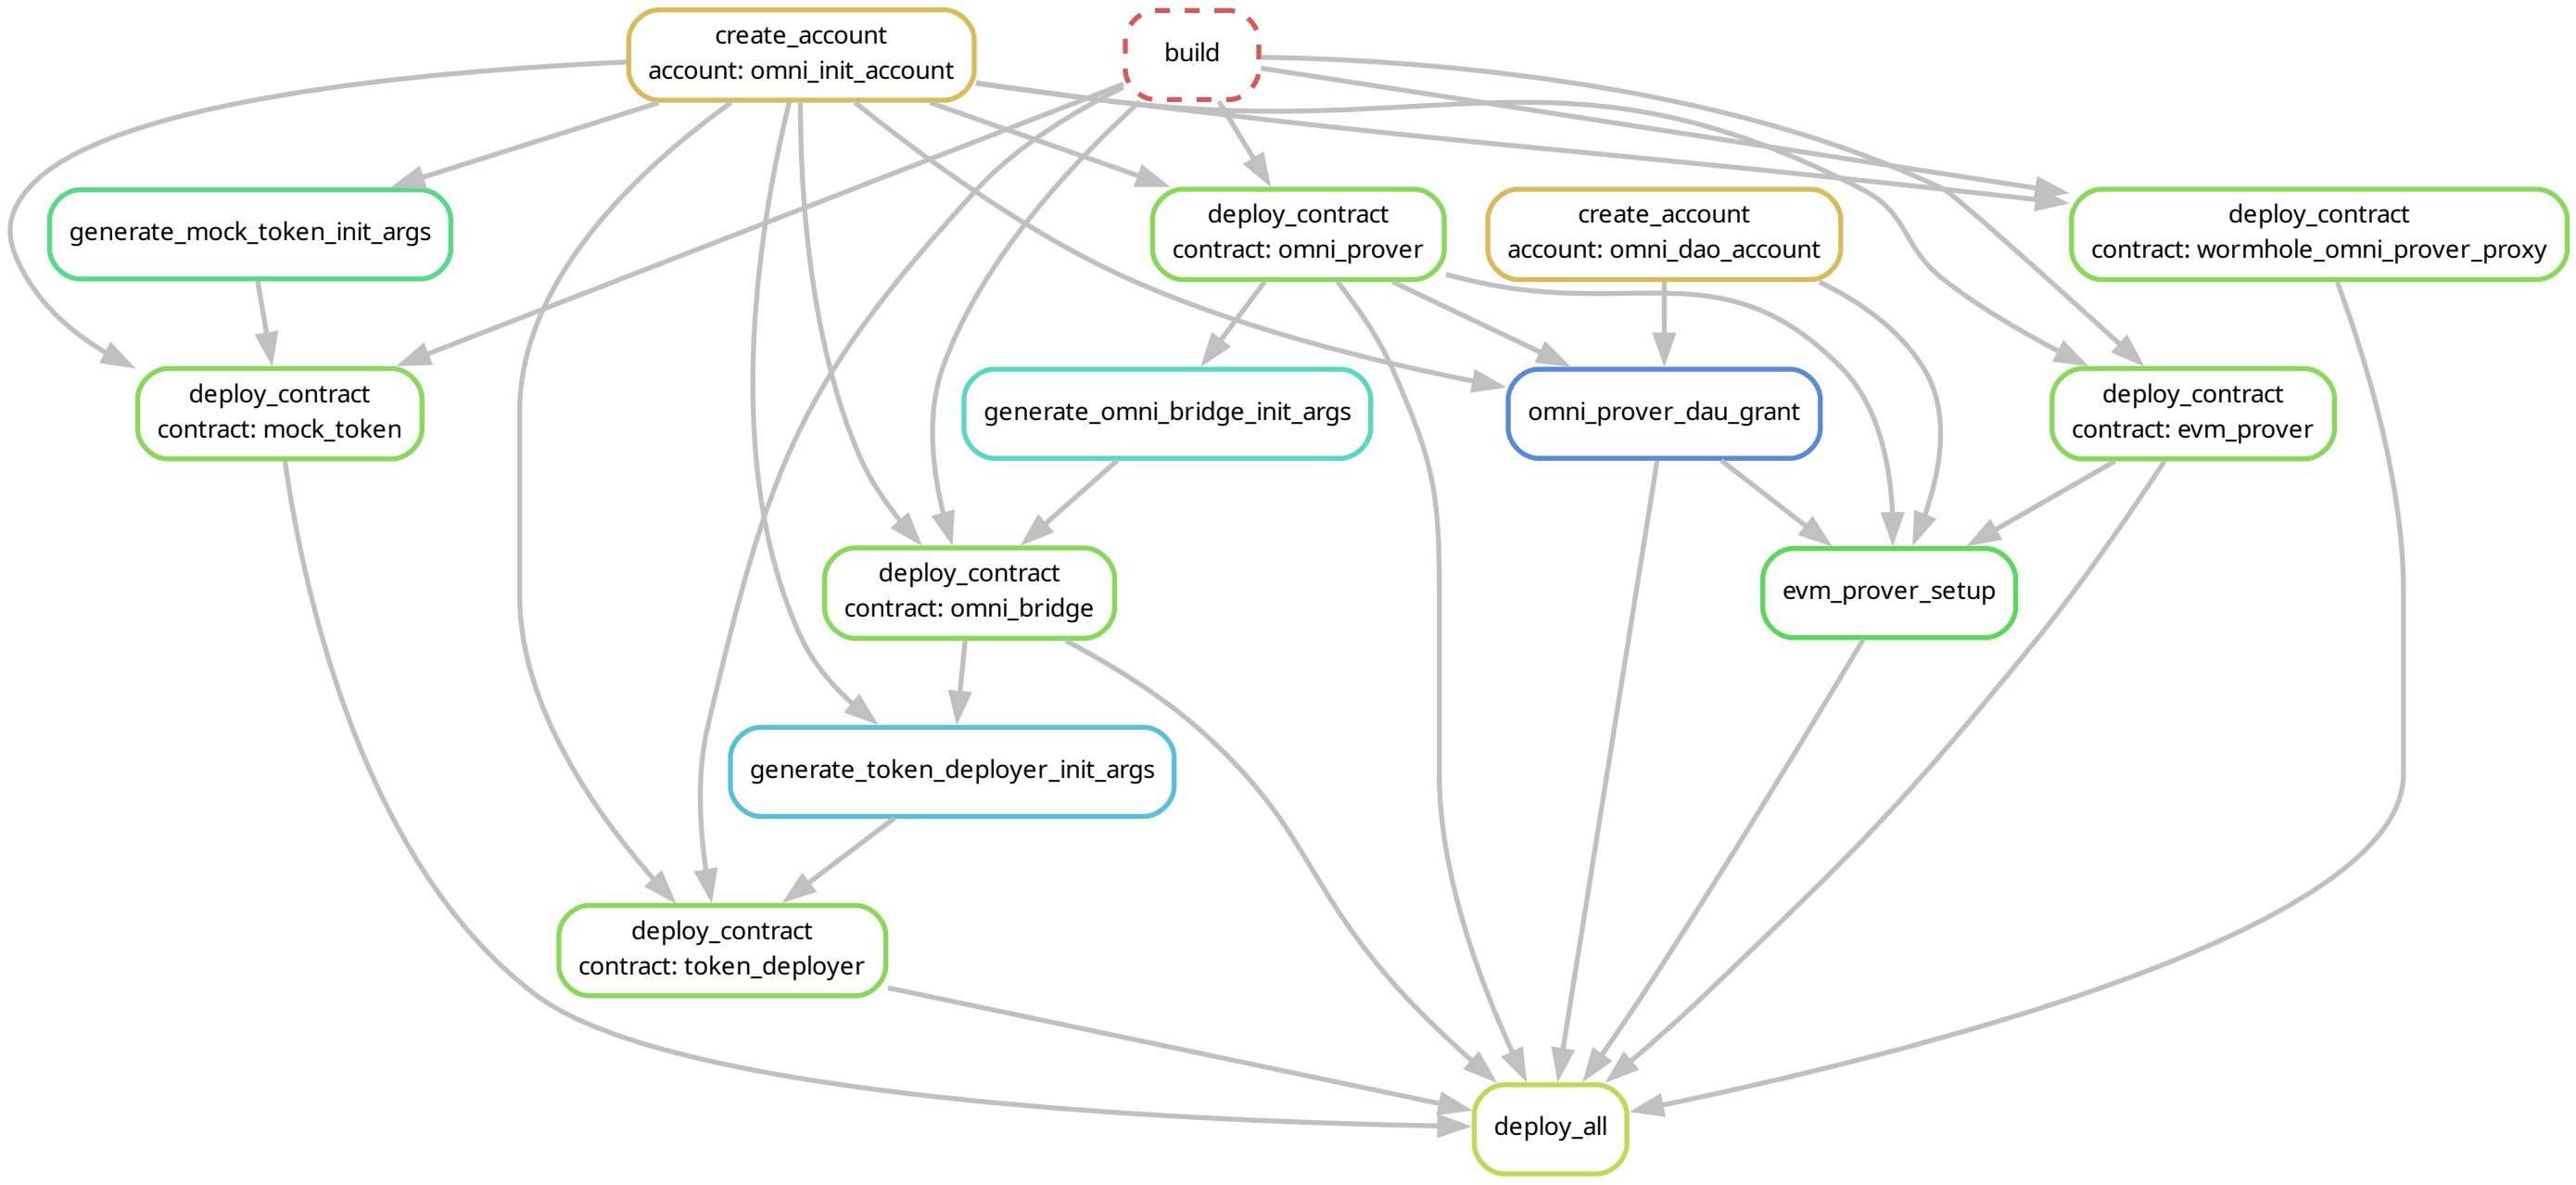 create_account
account: omni_init_account
build
generate_mock_token_init_args
deploy_contract
contract: omni_prover
create_account
account: omni_dao_account
deploy_contract
contract: wormhole_omni_prover_proxy
deploy_contract
contract: mock_token
generate_omni_bridge_init_args
omni_prover_dau_grant
deploy_contract
contract: evm_prover
deploy_contract
contract: omni_bridge
evm_prover_setup
generate_token_deployer_init_args
deploy_contract
contract: token_deployer
deploy_all